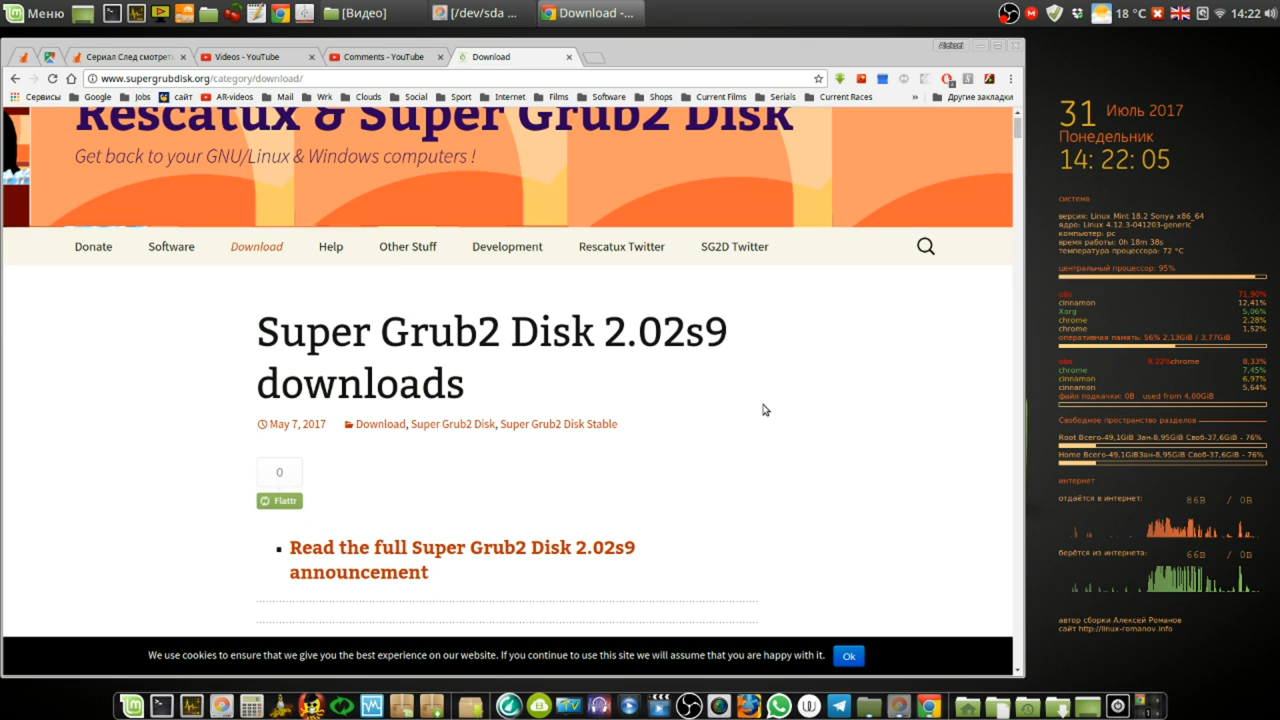 Меню
[Видео]
[/dev/sda ...
Download -...
18 °C
14:22
Сериал След смотреть
Videos - YouTube
Comments - YouTube
Download
Aleksei
www.supergrubdisk.org/category/download/
Сервисы
Google
Jobs
сайт
AR-videos
Mail
Wrk
Clouds
Social
Sport
Internet
Films
Software
Shops
Current Films
Serials
Current Races
»
Другие закладки
Rescatux & Super Grub2 Disk
Get back to your GNU/Linux & Windows computers !
Donate
Software
Download
Help
Other Stuff
Development
Rescatux Twitter
SG2D Twitter
Super Grub2 Disk 2.02s9
downloads
May 7, 2017
Download, Super Grub2 Disk, Super Grub2 Disk Stable
0
Flattr
Read the full Super Grub2 Disk 2.02s9
announcement
We use cookies to ensure that we give you the best experience on our website. If you continue to use this site we will assume that you are happy with it.
Ok
31 Июль 2017
Понедельник
14: 22: 05
система
версия: Linux Mint 18.2 Sonya x86_64
ядро: Linux 4.12.3-041203-generic
компьютер: pc
время работы: 0h 18m 38s
температура процессора: 72 °C
центральный процессор: 95%
obs 71,90%
cinnamon 12,41%
Xorg 5,06%
chrome 2,28%
chrome 1,52%
оперативная память: 56% 2,13GiB / 3,77GiB
obs 9,22%chrome 8,33%
chrome 7,45%
cinnamon 6,97%
cinnamon 5,64%
файл подкачки: 0B used from 4.00GiB
Свободное пространство разделов
Root Всего-49,1GiB Зан-8,95GiB Своб-37,6GiB - 76%
Home Всего-49,1GiBЗан-8,95GiB Своб-37,6GiB - 76%
интернет
отдаётся в интернет: 86B / 0B
берётся из интернета: 66B / 0B
автор сборки Алексей Романов
сайт http://linux-romanov.info